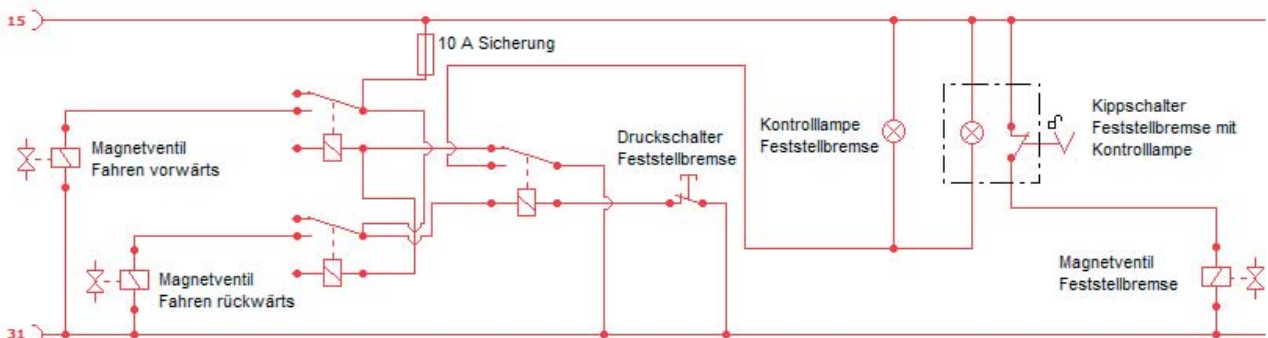 15
10 A Sicherung
Magnetventil
Fahren vorwärts
Druckschalter
Feststellbremse
Kontrolllampe
Feststellbremse
Kippschalter
Feststellbremse mit
Kontrolllampe
Magnetventil
Fahren rückwärts
Magnetventil
Feststellbremse
31